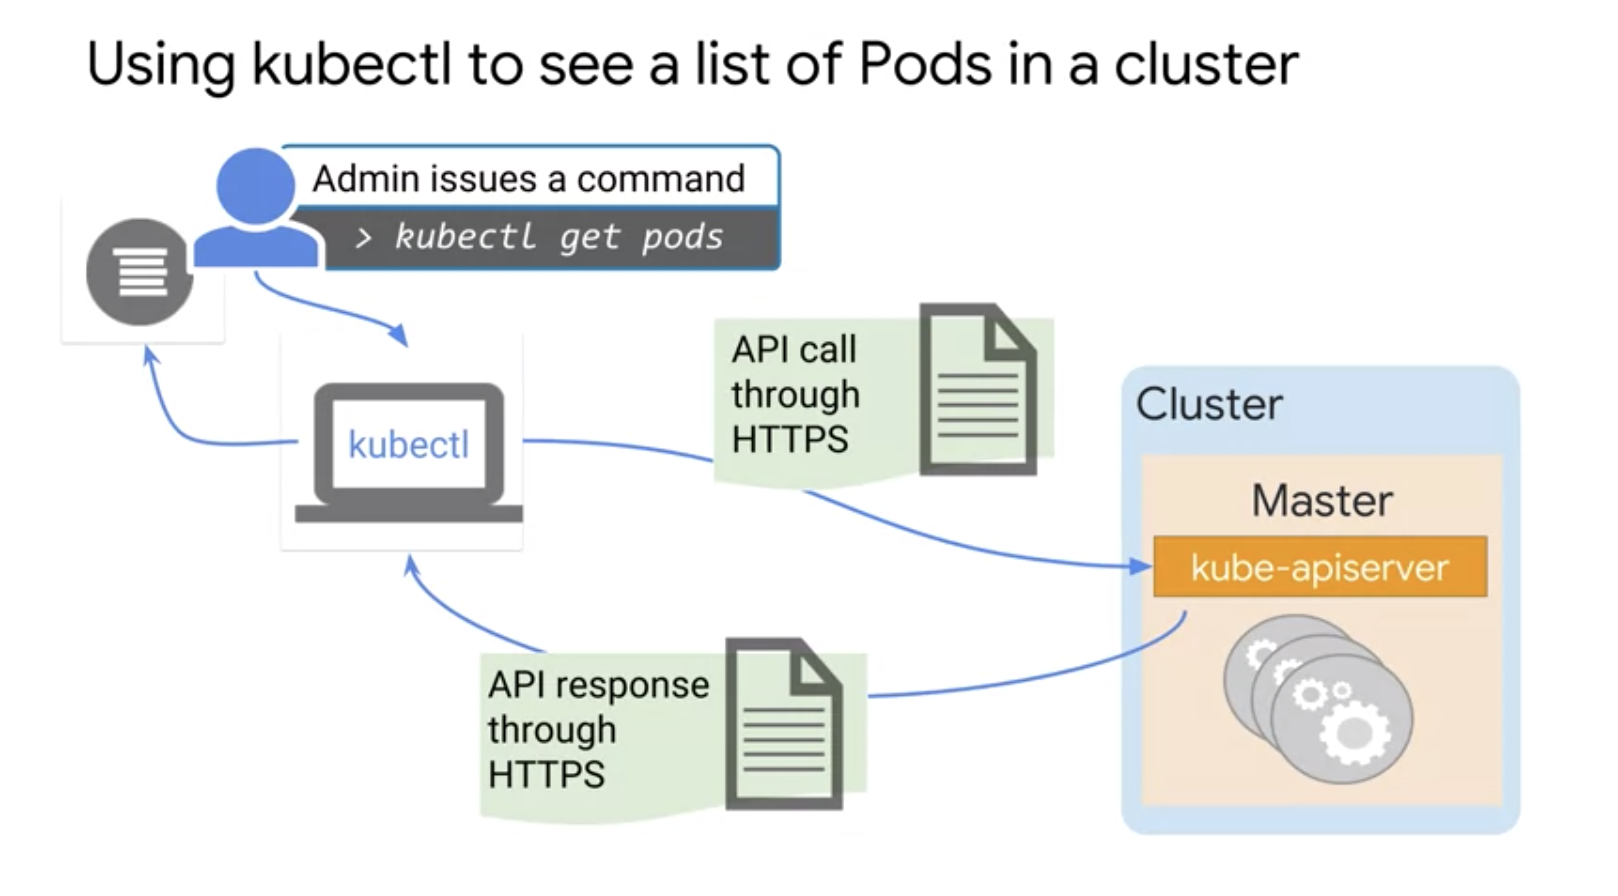 Using kubectl to see a list of Pods in a cluster
Admin issues a command
> kubectl get pods
kubectl
API call
through
HTTPS
Cluster
Master
kube-apiserver
API response
through
HTTPS